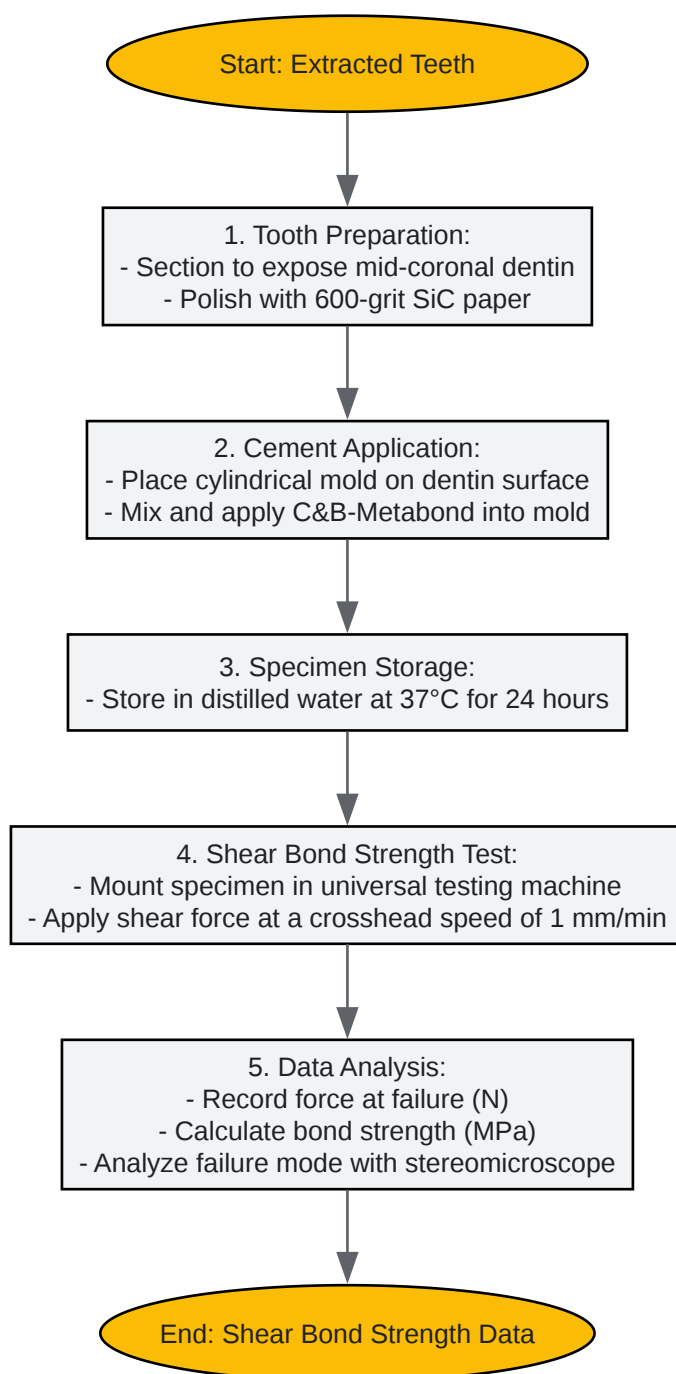 Start: Extracted Teeth
1. Tooth Preparation:
- Section to expose mid-coronal dentin
- Polish with 600-grit SiC paper
2. Cement Application:
- Place cylindrical mold on dentin surface
- Mix and apply C&B-Metabond into mold
3. Specimen Storage:
- Store in distilled water at 37°C for 24 hours
4. Shear Bond Strength Test:
- Mount specimen in universal testing machine
- Apply shear force at a crosshead speed of 1 mm/min
5. Data Analysis:
- Record force at failure (N)
- Calculate bond strength (MPa)
- Analyze failure mode with stereomicroscope
End: Shear Bond Strength Data